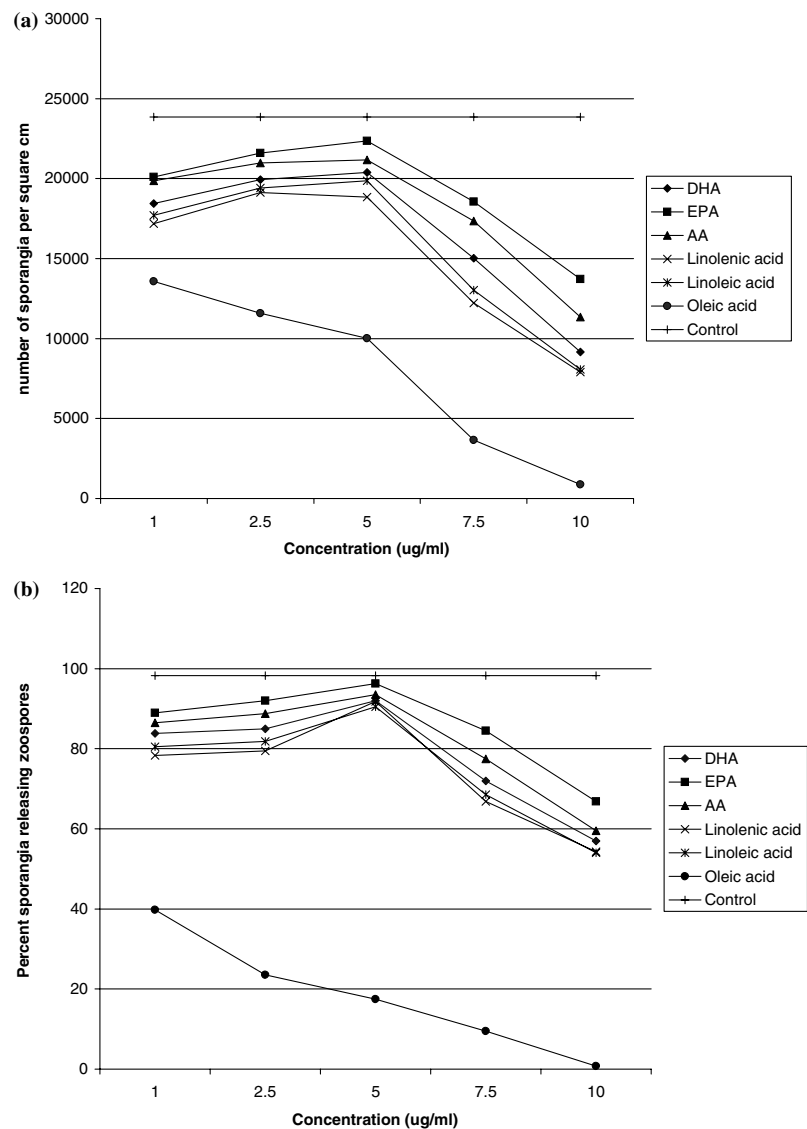 (a)
30000
25000
20000
15000
10000
5000
0
number of sporangia per square cm
1 2.5 5 7.5 10
Concentration (ug/ml)
DHA
EPA
AA
Linolenic acid
Linoleic acid
Oleic acid
Control
(b)
120
100
80
60
40
20
0
Percent sporangia releasing zoospores
1 2.5 5 7.5 10
Concentration (ug/ml)
DHA
EPA
AA
Linolenic acid
Linoleic acid
Oleic acid
Control